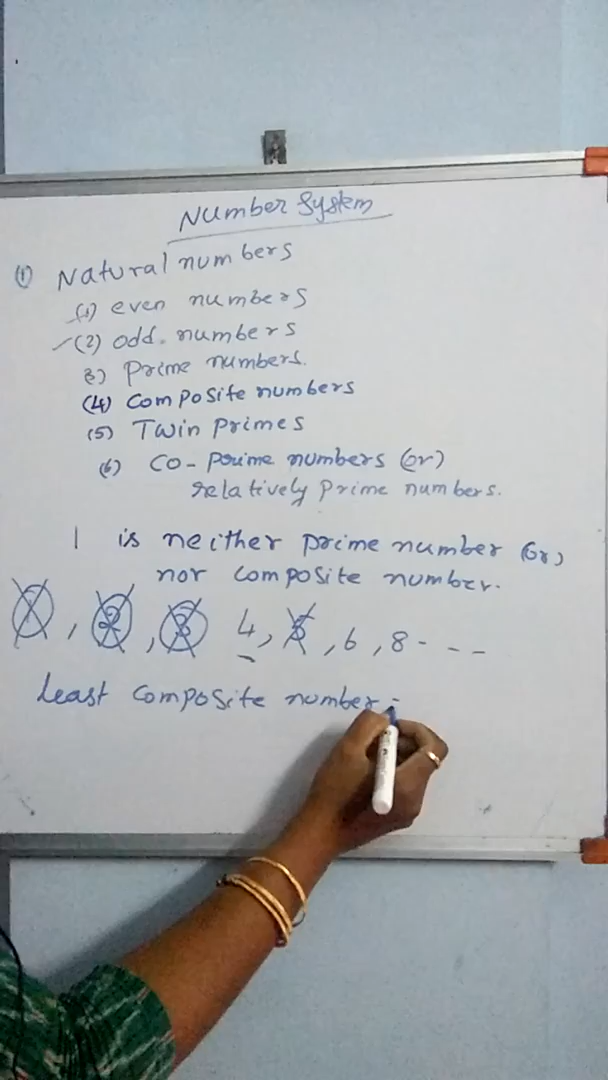 Number System
(1) Natural numbers
(1) even numbers
(2) odd. numbers
3) Prime numbers.
(4) Composite numbers
(5) Twin Primes
(6) Co-prime numbers (or)
relatively prime numbers.
1 is neither prime number (or)
nor composite number.
1, 2, 3 4, 5, 6, 8 - - -
least composite number =